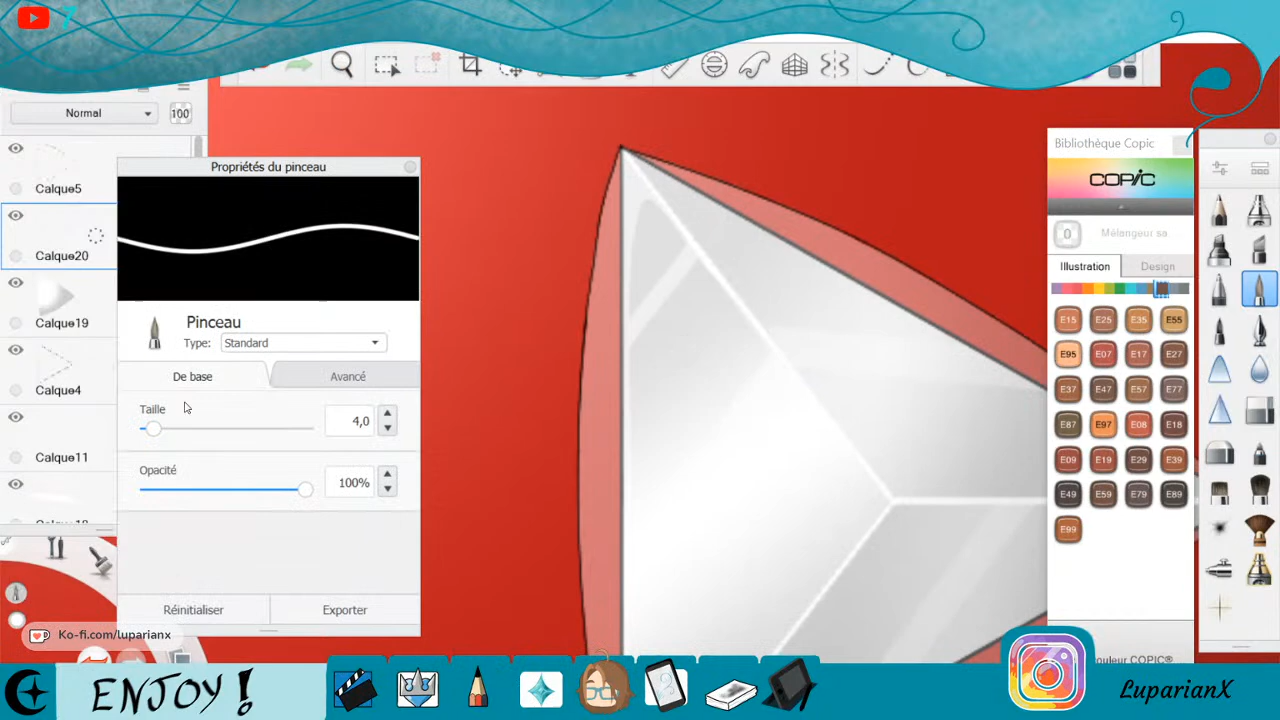 7
Normal
100
Calque5
Calque20
Calque19
Calque4
Calque11
Propriétés du pinceau
Pinceau
Type: Standard
De base
Avancé
Taille
4,0
Opacité
100%
Réinitialiser
Exporter
Bibliothèque Copic
COPIC
0
Mélangeur sa
Illustration
Design
E15 E25 E35 E55
E95 E07 E17 E27
E37 E47 E57 E77
E87 E97 E08 E18
E09 E19 E29 E39
E49 E59 E79 E89
E99
ouleur COPIC®
Ko-fi.com/luparianx
ENJOY !
LuparianX